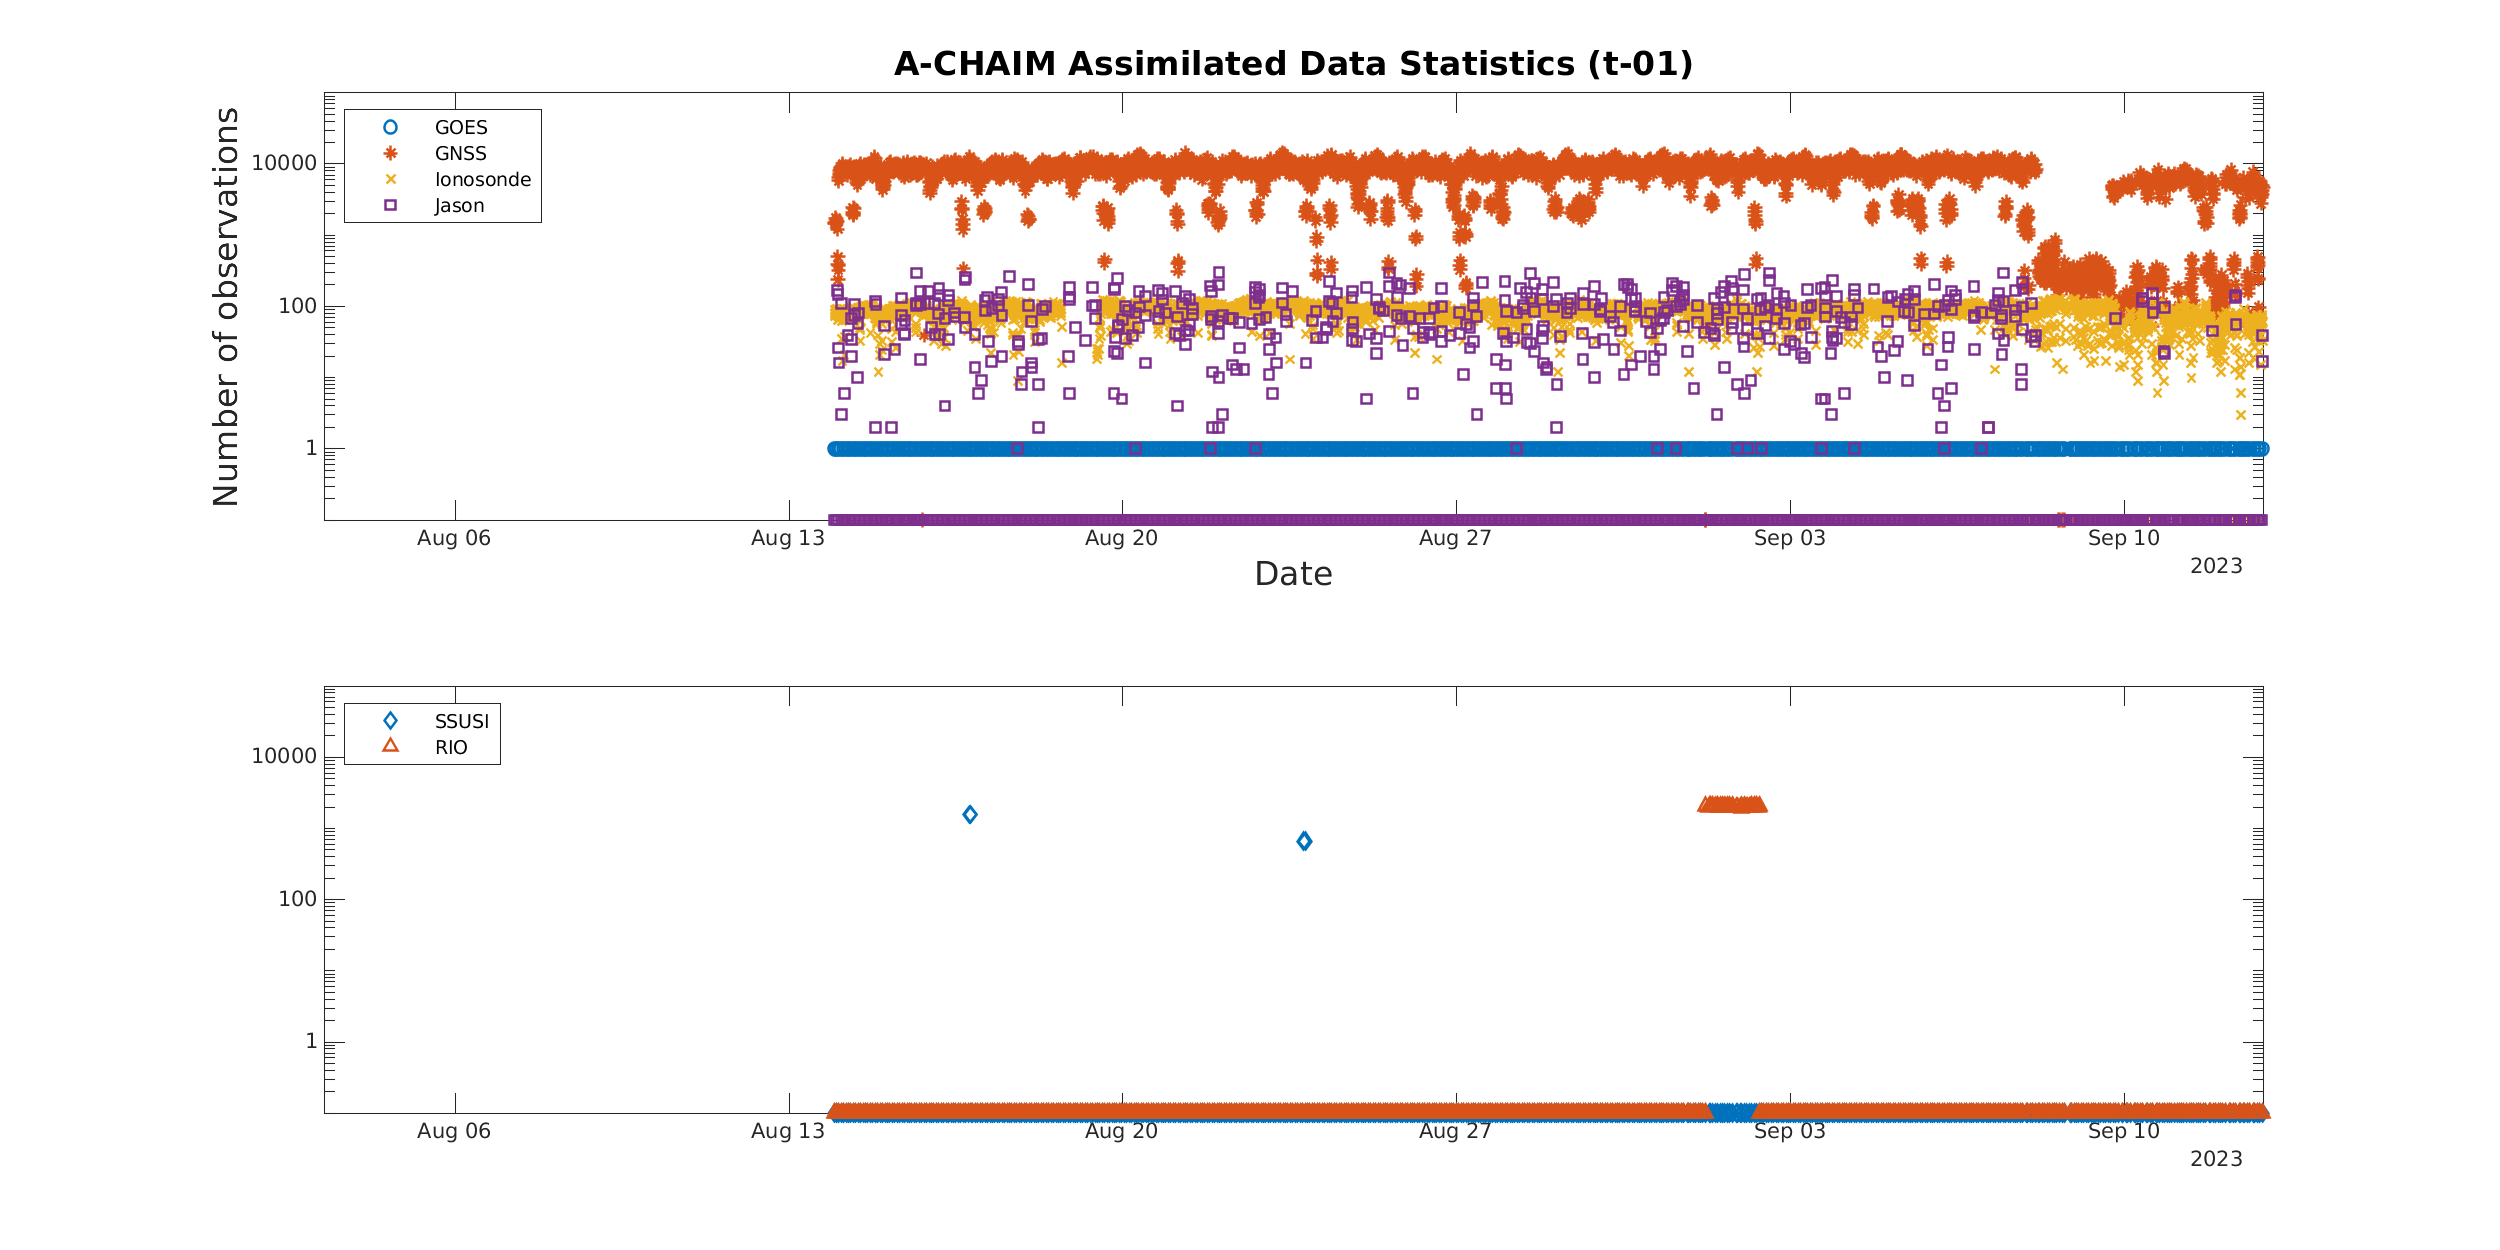 A-CHAIM Assimilated Data Statistics (t-01)
Number of observations
GOES
GNSS
Ionosonde
Jason
10000
100
1
Aug 06 Aug 13 Aug 20 Aug 27 Sep 03 Sep 10
2023
Date
SSUSI
RIO
10000
100
1
Aug 06 Aug 13 Aug 20 Aug 27 Sep 03 Sep 10
2023